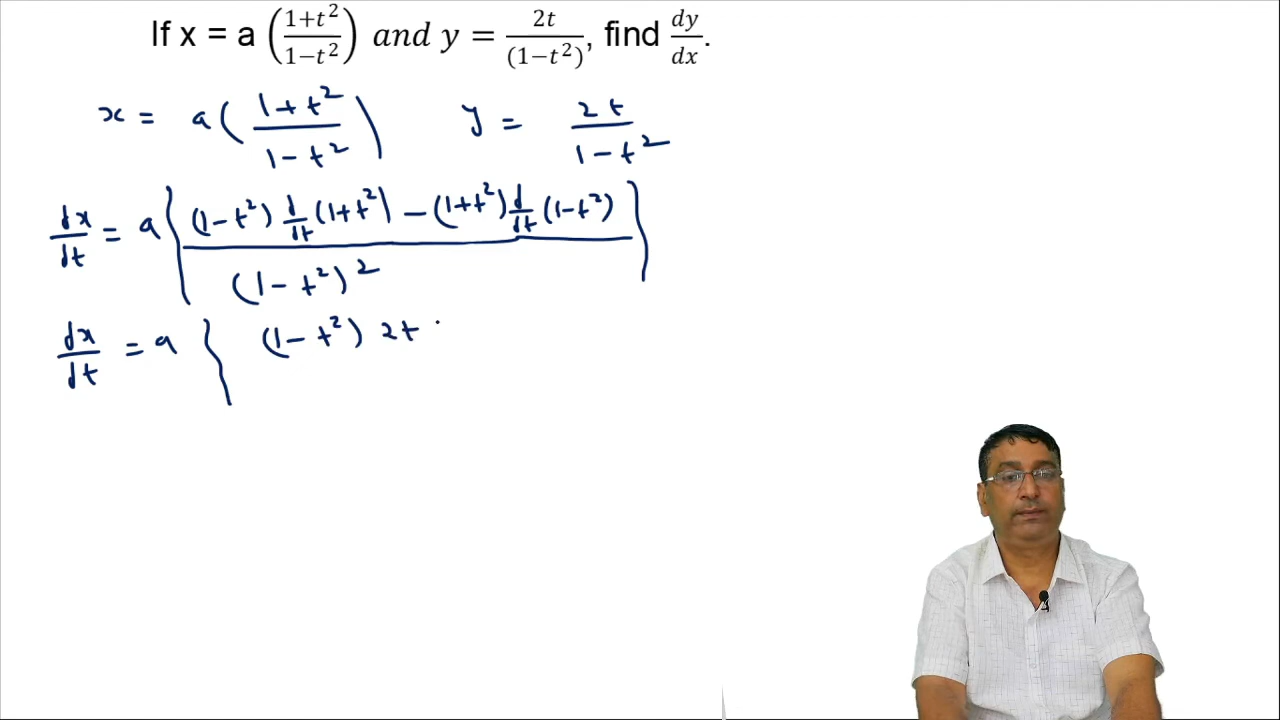 If x = a (1+t²/1−t²) and y = 2t/(1−t²), find dy/dx.
x = a(1+t²/1−t²) y = 2t/1−t²
dx/dt = a{(1−t²) d/dt (1+t²) − (1+t²) d/dt (1−t²)/(1−t²)²}
dx/dt = a { (1−t²) 2t